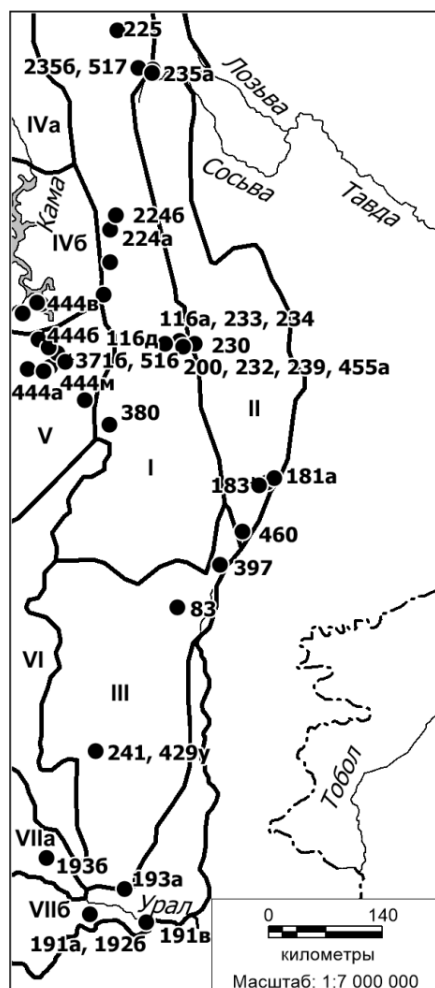 225
235б, 517
235а
Лозьва
IVа
Сосьва
Тавда
Кама
IVб
224б
224а
444в
116а, 233, 234
444б
116д
230
371б, 516
200, 232, 239, 455а
444а
444м
II
V
380
I
183
181а
460
397
83
VI
III
241, 429у
Тобол
VIIа
193б
193а
VIIб
Урал
191а, 192б
191в
0 140
километры
Масштаб: 1:7 000 000